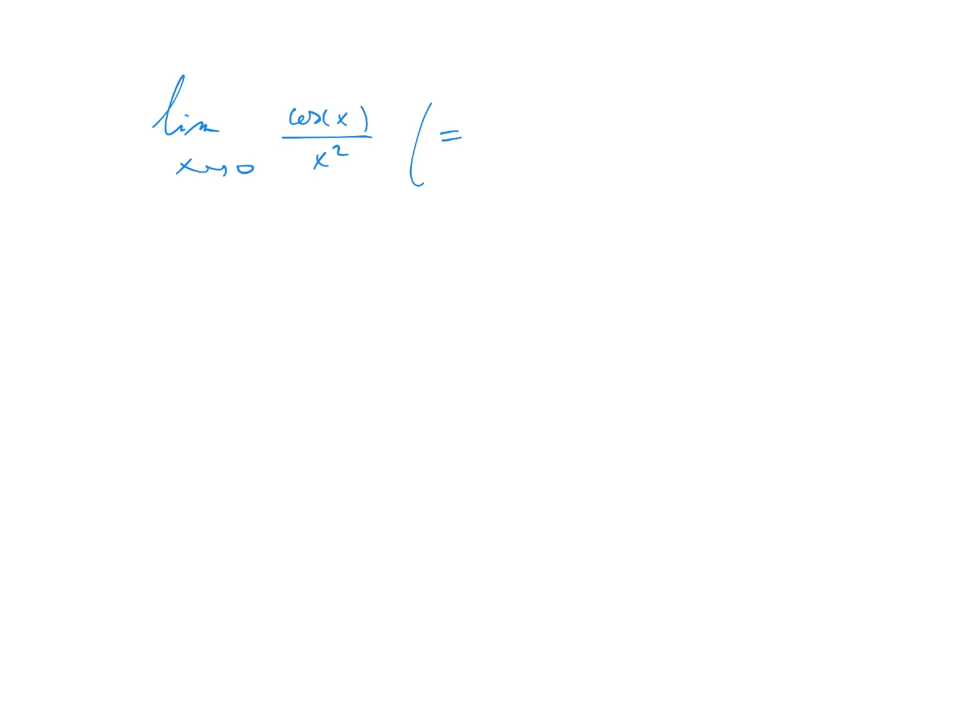 lim x→0 cos(x)/x² ( =